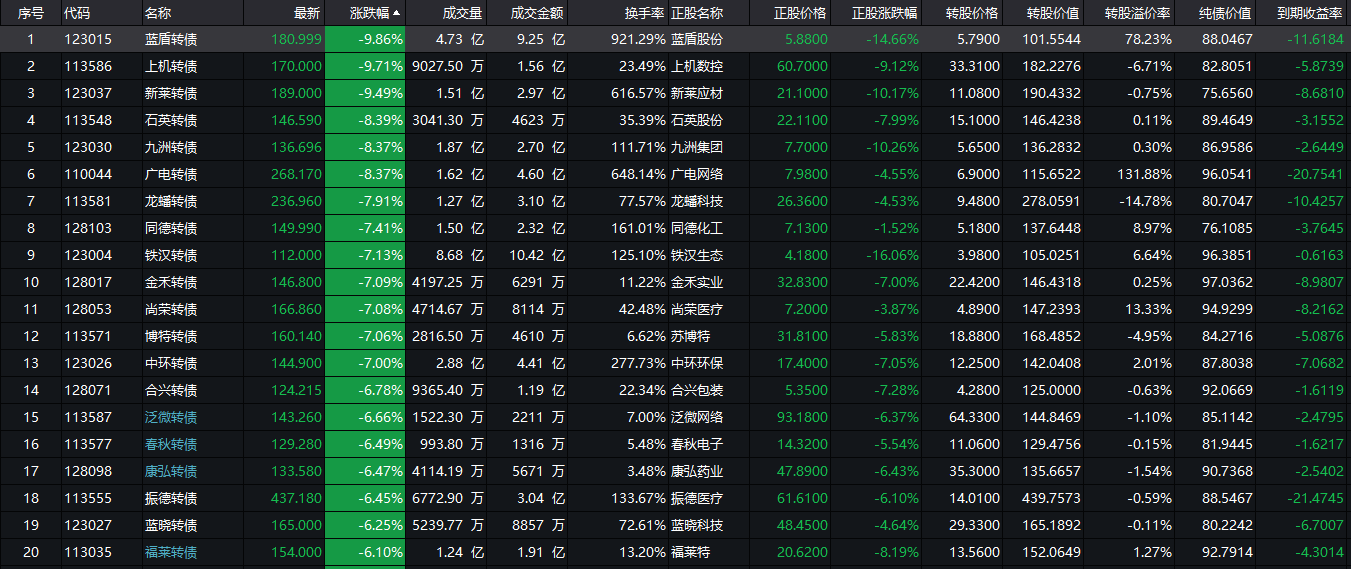 序号 代码 名称 最新 涨跌幅 成交量 成交金额 换手率 正股名称 正股价格 正股涨跌幅 转股价格 转股价值 转股溢价率 纯债价值 到期收益率
1 123015 蓝盾转债 180.999 -9.86% 4.73 亿 9.25 亿 921.29% 蓝盾股份 5.8800 -14.66% 5.7900 101.5544 78.23% 88.0467 -11.6184
2 113586 上机转债 170.000 -9.71% 9027.50 万 1.56 亿 23.49% 上机数控 60.7000 -9.12% 33.3100 182.2276 -6.71% 82.8051 -5.8739
3 123037 新莱转债 189.000 -9.49% 1.51 亿 2.97 亿 616.57% 新莱应材 21.1000 -10.17% 11.0800 190.4332 -0.75% 75.6560 -8.6810
4 113548 石英转债 146.590 -8.39% 3041.30 万 4623 万 35.39% 石英股份 22.1100 -7.99% 15.1000 146.4238 0.11% 89.4649 -3.1552
5 123030 九洲转债 136.696 -8.37% 1.87 亿 2.70 亿 111.71% 九洲集团 7.7000 -10.26% 5.6500 136.2832 0.30% 86.9586 -2.6449
6 110044 广电转债 268.170 -8.37% 1.62 亿 4.60 亿 648.14% 广电网络 7.9800 -4.55% 6.9000 115.6522 131.88% 96.0541 -20.7541
7 113581 龙蟠转债 236.960 -7.91% 1.27 亿 3.10 亿 77.57% 龙蟠科技 26.3600 -4.53% 9.4800 278.0591 -14.78% 80.7047 -10.4257
8 128103 同德转债 149.990 -7.41% 1.50 亿 2.32 亿 161.01% 同德化工 7.1300 -1.52% 5.1800 137.6448 8.97% 76.1085 -3.7645
9 123004 铁汉转债 112.000 -7.13% 8.68 亿 10.42 亿 125.10% 铁汉生态 4.1800 -16.06% 3.9800 105.0251 6.64% 96.3851 -0.6163
10 128017 金禾转债 146.800 -7.09% 4197.25 万 6291 万 11.22% 金禾实业 32.8300 -7.00% 22.4200 146.4318 0.25% 97.0362 -8.9807
11 128053 尚荣转债 166.860 -7.08% 4714.67 万 8114 万 42.48% 尚荣医疗 7.2000 -3.87% 4.8900 147.2393 13.33% 94.9299 -8.2162
12 113571 博特转债 160.140 -7.06% 2816.50 万 4610 万 6.62% 苏博特 31.8100 -5.83% 18.8800 168.4852 -4.95% 84.2716 -5.0876
13 123026 中环转债 144.900 -7.00% 2.88 亿 4.41 亿 277.73% 中环环保 17.4000 -7.05% 12.2500 142.0408 2.01% 87.8038 -7.0682
14 128071 合兴转债 124.215 -6.78% 9365.40 万 1.19 亿 22.34% 合兴包装 5.3500 -7.28% 4.2800 125.0000 -0.63% 92.0669 -1.6119
15 113587 泛微转债 143.260 -6.66% 1522.30 万 2211 万 7.00% 泛微网络 93.1800 -6.37% 64.3300 144.8469 -1.10% 85.1142 -2.4795
16 113577 春秋转债 129.280 -6.49% 993.80 万 1316 万 5.48% 春秋电子 14.3200 -5.54% 11.0600 129.4756 -0.15% 81.9445 -1.6217
17 128098 康弘转债 133.580 -6.47% 4114.19 万 5671 万 3.48% 康弘药业 47.8900 -6.43% 35.3000 135.6657 -1.54% 90.7368 -2.5402
18 113555 振德转债 437.180 -6.45% 6772.90 万 3.04 亿 133.67% 振德医疗 61.6100 -6.10% 14.0100 439.7573 -0.59% 88.5467 -21.4745
19 123027 蓝晓转债 165.000 -6.25% 5239.77 万 8857 万 72.61% 蓝晓科技 48.4500 -4.64% 29.3300 165.1892 -0.11% 80.2242 -6.7007
20 113035 福莱转债 154.000 -6.10% 1.24 亿 1.91 亿 13.20% 福莱特 20.6200 -8.19% 13.5600 152.0649 1.27% 92.7914 -4.3014